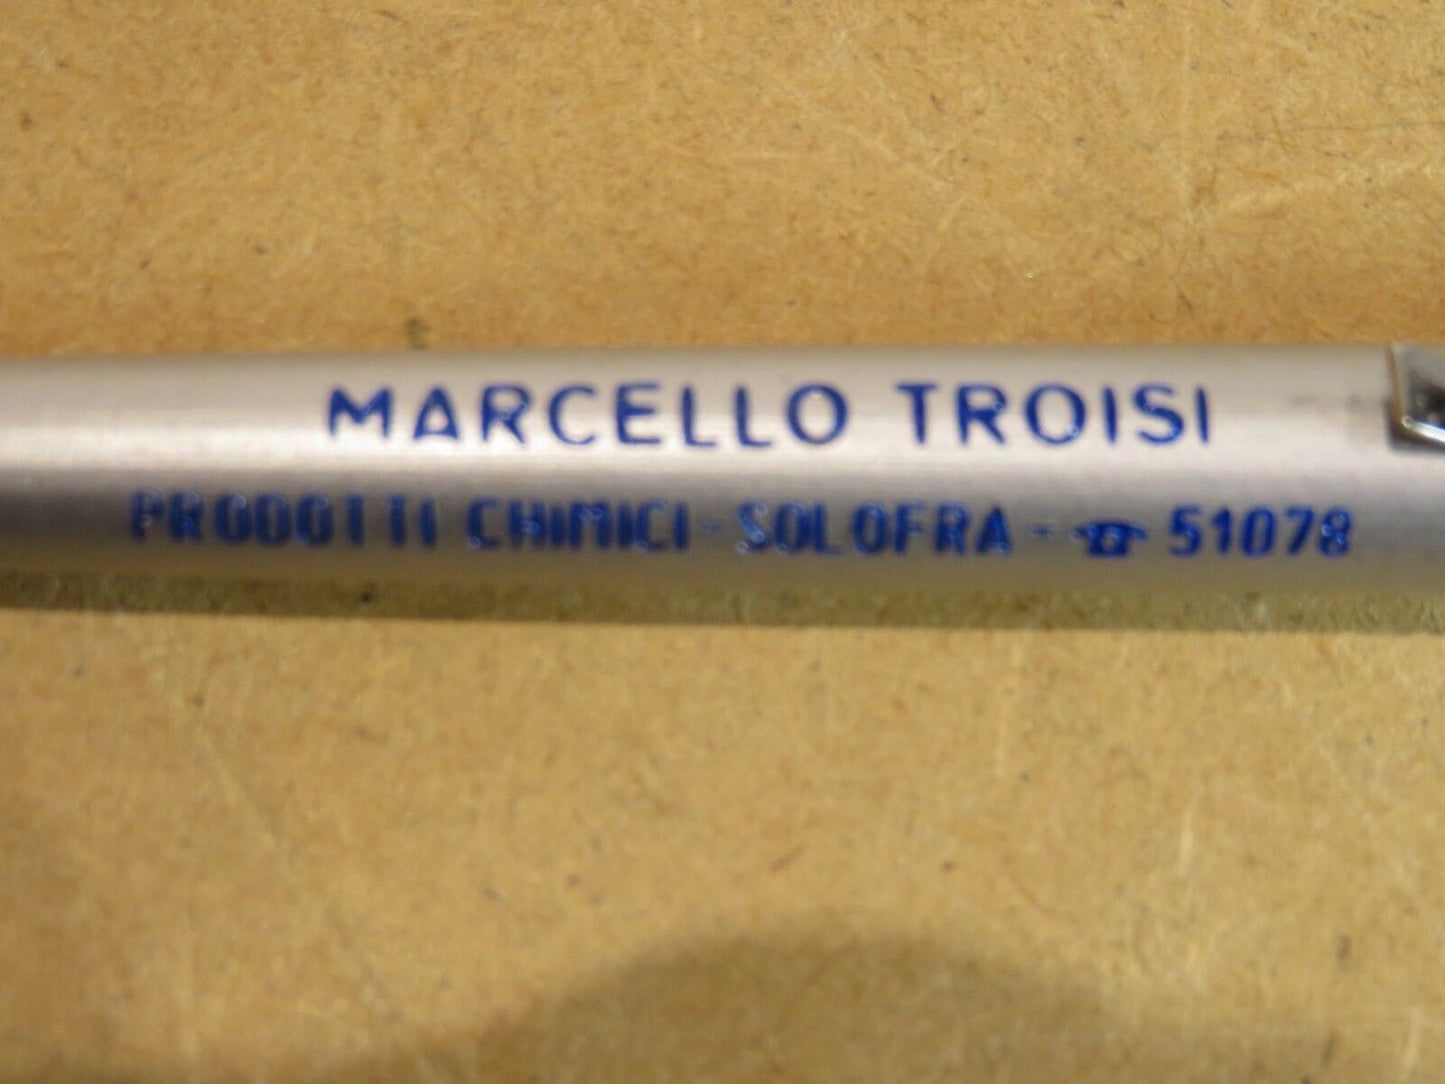 MARCELLO TROISI
PRODOTTI CHIMICI - SOLOFRA - ☎ 51078